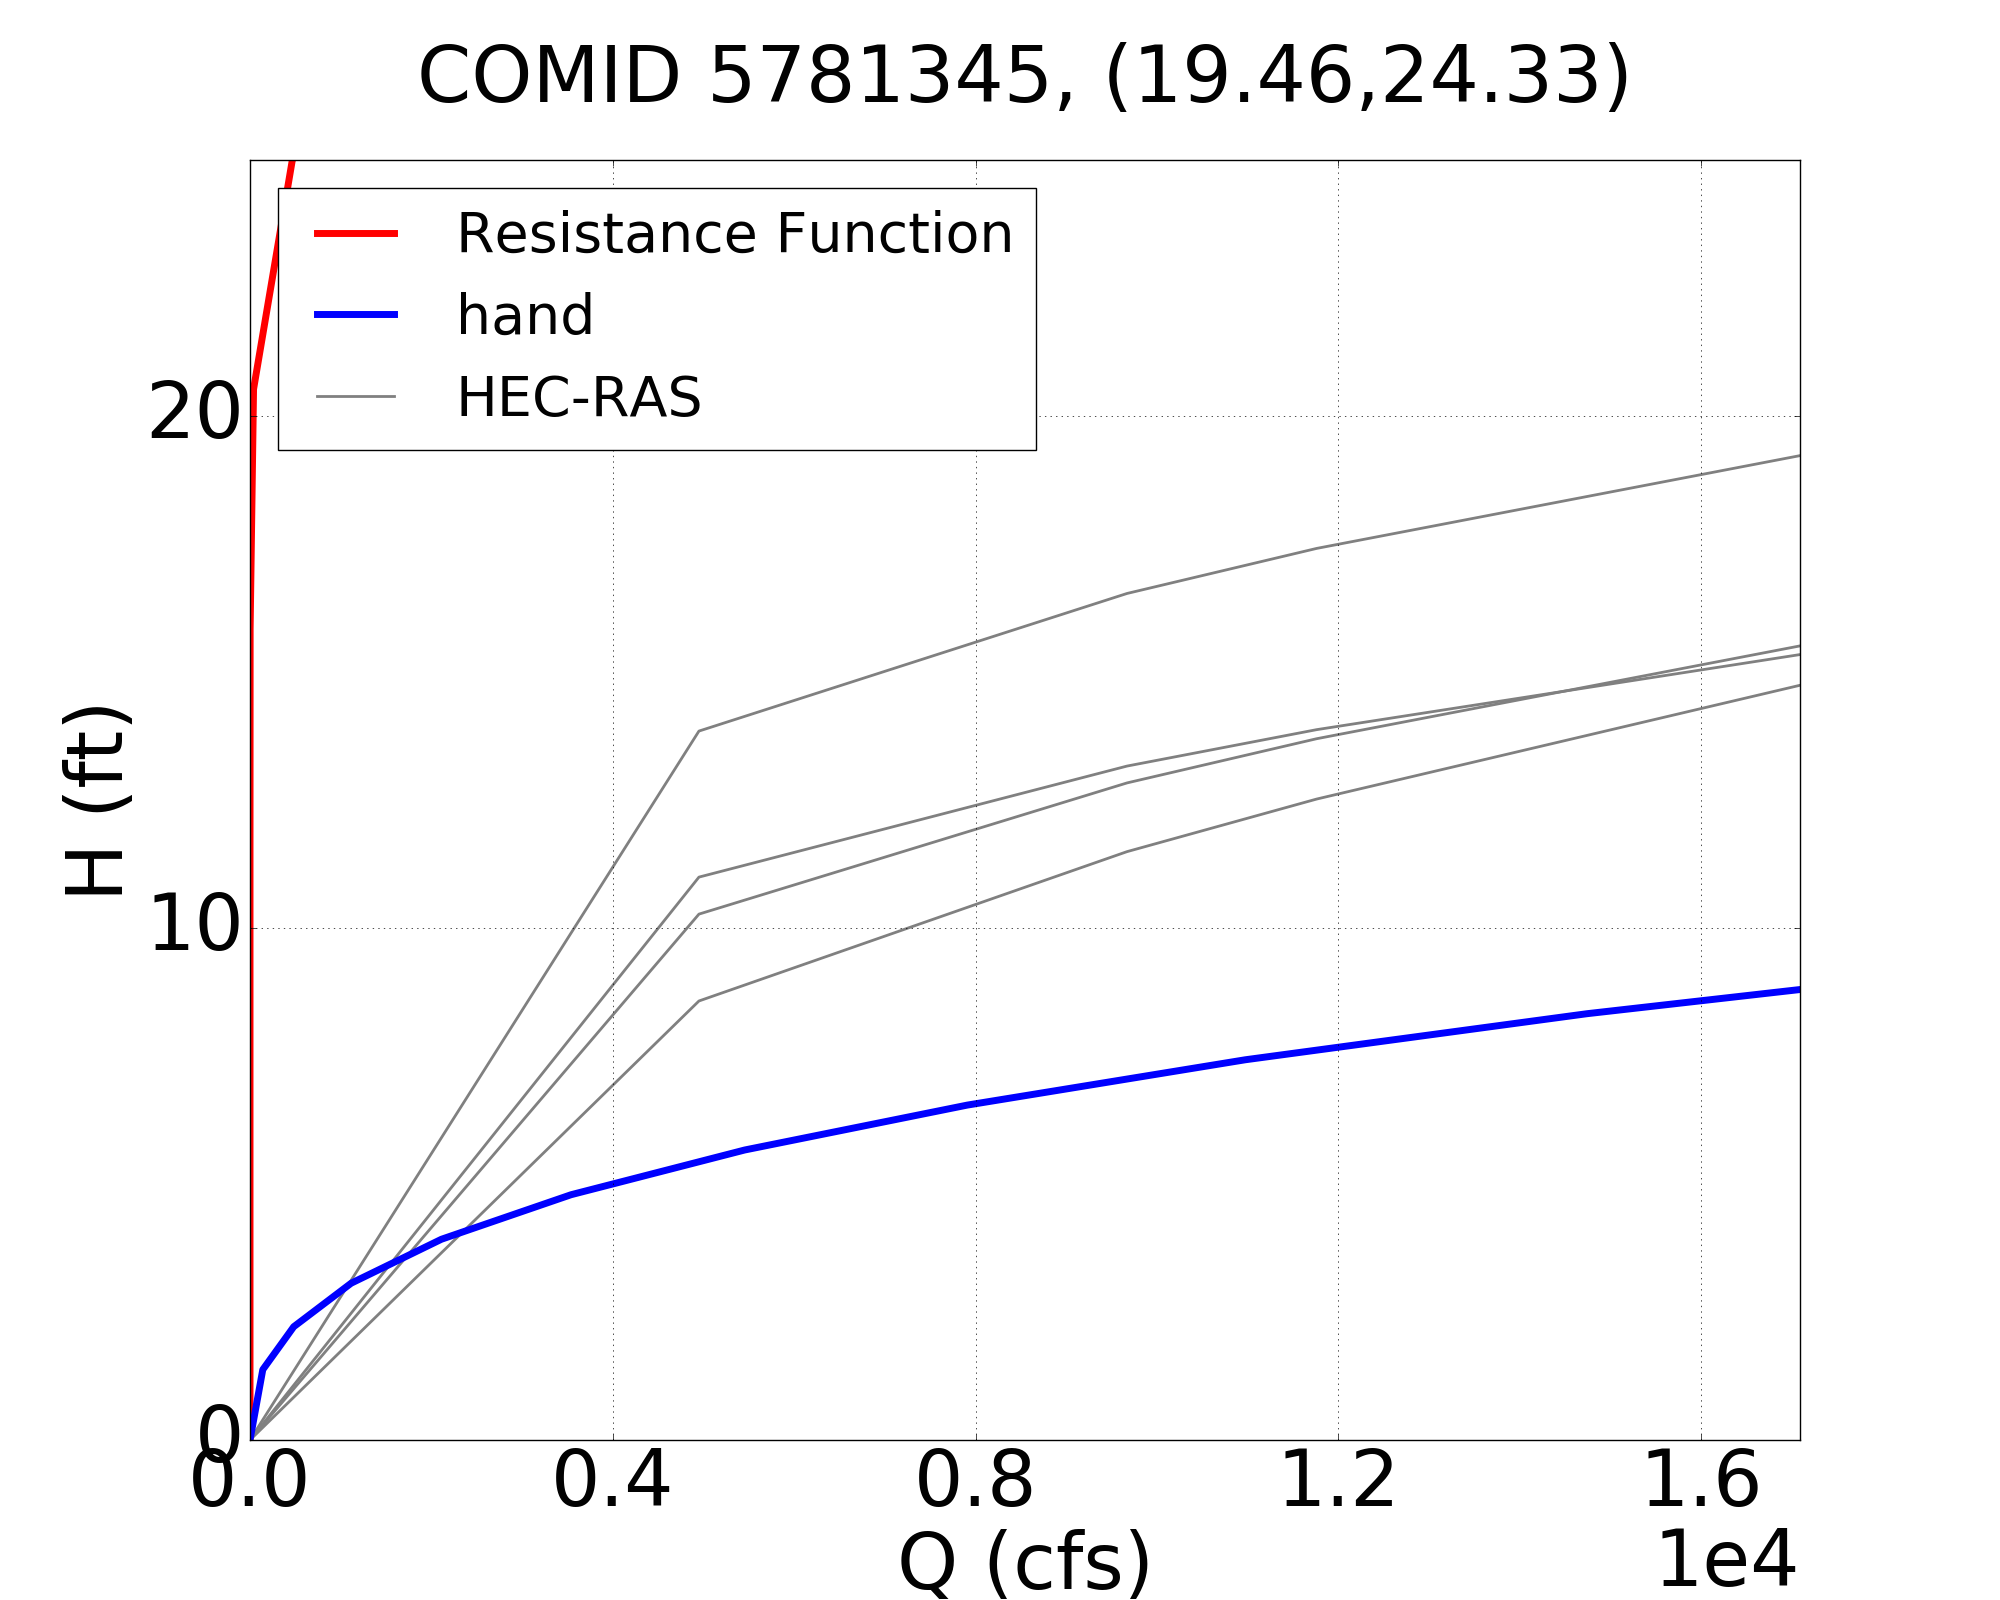 COMID 5781345, (19.46,24.33)
Resistance Function
hand
HEC-RAS
20
10
0
H (ft)
0.0 0.4 0.8 1.2 1.6
1e4
Q (cfs)